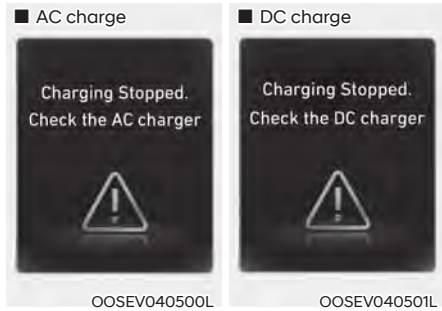 ■ AC charge
Charging Stopped.
Check the AC charger
OOSEV040500L
■ DC charge
Charging Stopped.
Check the DC charger
OOSEV040501L